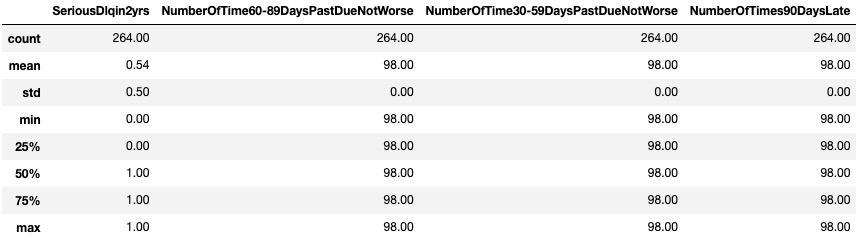 SeriousDlqin2yrs NumberOfTime60-89DaysPastDueNotWorse NumberOfTime30-59DaysPastDueNotWorse NumberOfTimes90DaysLate
count 264.00 264.00 264.00 264.00
mean 0.54 98.00 98.00 98.00
std 0.50 0.00 0.00 0.00
min 0.00 98.00 98.00 98.00
25% 0.00 98.00 98.00 98.00
50% 1.00 98.00 98.00 98.00
75% 1.00 98.00 98.00 98.00
max 1.00 98.00 98.00 98.00